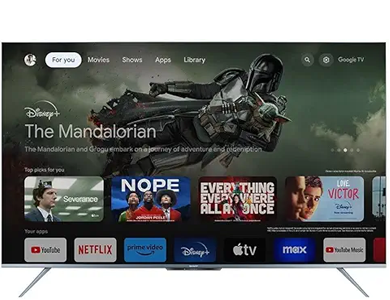 For you Movies Shows Apps Library Google TV
Disney+
The Mandalorian
The Mandalorian and Grogu embark on a journey of adventure and redemption
Top picks for you
Severance
NOPE
JORDAN PEELE
EVERYTHING
EVERYWHERE
ALL AT ONCE
LOVE,
VICTOR
Disney+
Your apps
YouTube
NETFLIX
prime video
tv
max
YouTube Music